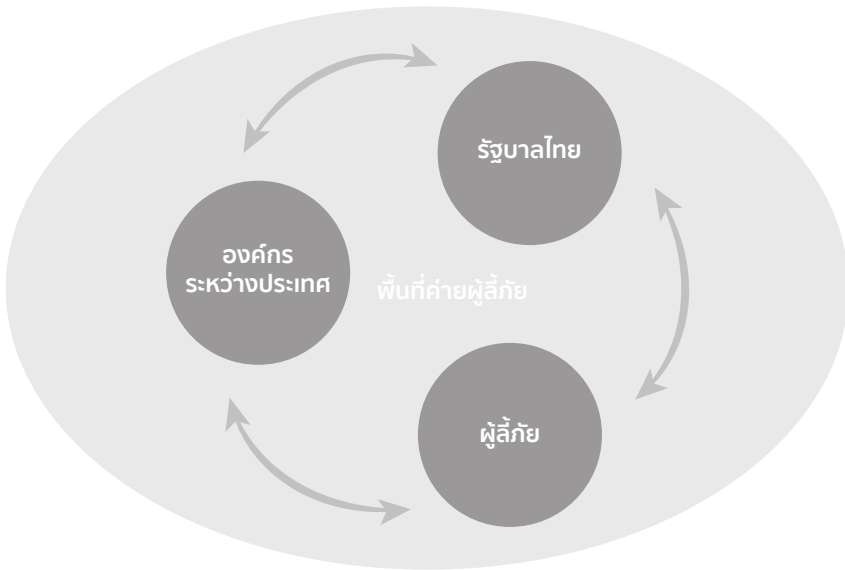 รัฐบาลไทย
องค์กร
ระหว่างประเทศ
พื้นที่ค่ายผู้ลี้ภัย
ผู้ลี้ภัย